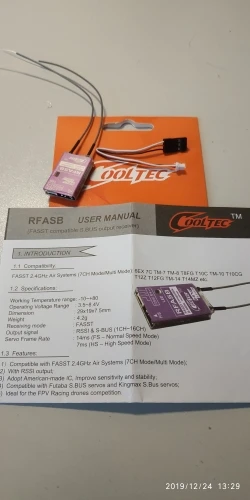 COOLTEC
RFASB USER MANUAL
(FASST compatible S.BUS output receiver)
COOLTEC™
1. INTRODUCTION
1.1 Compatibility:
FASST 2.4GHz Air Systems (7CH Mode/Multi Mode): 6EX 7C TM-7 TM-8 T8FG T10C TM-10 T10CG
T12Z T12FG TM-14 T14MZ etc.
1.2 Specifications:
Working Temperature range: -10~+80
Operating Voltage Range 3.5~8.4V
Dimension 29x18x7.5mm
Weight 4.2g
Receiving mode FASST
Output signal RSSI & S-BUS (1CH~16CH)
Servo Frame Rate 14ms (FS – Normal Speed Mode)
7ms (HS – High Speed Mode)
1.3 Features:
1) Compatible with FASST 2.4GHz Air Systems (7CH Mode/Multi Mode);
2) With RSSI output;
3) Adopt American-made IC, improve sensitivity and stability;
4) Compatible with Futaba S.BUS servos and Kingmax S.Bus servos;
5) Ideal for the FPV Racing drones competition.
RFASB
2019/12/24 13:29